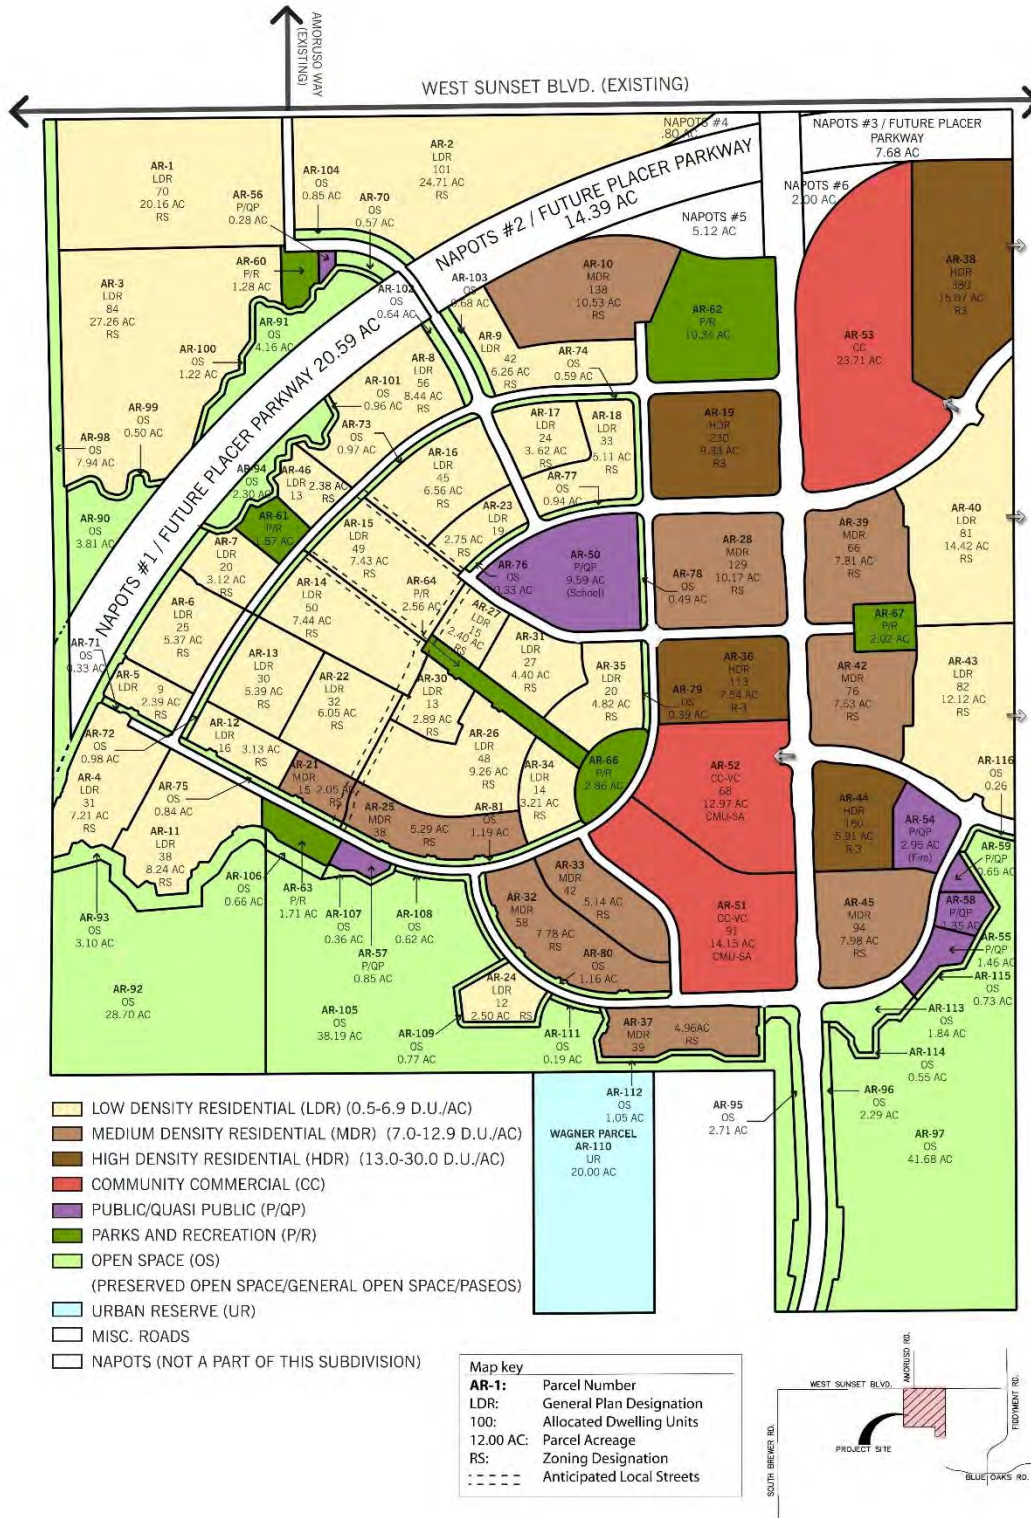 AMORUSO WAY
(EXISTING)
WEST SUNSET BLVD. (EXISTING)
NAPOTS #4
.80 AC
NAPOTS #3 / FUTURE PLACER
PARKWAY
7.68 AC
AR-1
LDR
70
20.16 AC
RS
AR-104
OS
0.85 AC
AR-56
P/QP
0.28 AC
AR-70
OS
0.57 AC
AR-2
LDR
101
24.71 AC
RS
NAPOTS #2 / FUTURE PLACER PARKWAY
14.39 AC
NAPOTS #6
2.00 AC
NAPOTS #5
5.12 AC
AR-3
LDR
84
27.26 AC
RS
AR-60
P/R
1.28 AC
AR-102
OS
0.64 AC
AR-103
OS
0.68 AC
AR-10
MDR
138
10.53 AC
RS
AR-62
P/R
10.34 AC
AR-53
CC
23.71 AC
AR-38
HDR
380
R3
AR-91
OS
4.16 AC
AR-100
OS
1.22 AC
AR-9
LDR
42
6.26 AC
RS
AR-8
LDR
56
8.44 AC
RS
AR-74
OS
0.59 AC
AR-101
OS
0.96 AC
AR-99
OS
0.50 AC
AR-98
OS
7.94 AC
NAPOTS #1 / FUTURE PLACER PARKWAY 20.59 AC
AR-73
OS
0.97 AC
AR-17
LDR
24
3.62 AC
RS
AR-18
LDR
33
5.11 AC
RS
AR-19
HDR
230
9.33 AC
R3
AR-16
LDR
45
6.56 AC
RS
AR-94
OS
2.30 AC
AR-46
LDR
13
2.38 AC
RS
AR-77
OS
0.94 AC
AR-90
OS
3.81 AC
AR-61
P/R
1.87 AC
AR-15
LDR
49
7.43 AC
RS
AR-23
LDR
19
2.75 AC
RS
AR-50
P/QP
9.59 AC
(School)
AR-28
MDR
129
10.17 AC
RS
AR-39
MDR
66
7.81 AC
RS
AR-40
LDR
81
14.42 AC
RS
AR-7
LDR
20
3.12 AC
RS
AR-14
LDR
50
7.44 AC
RS
AR-64
P/R
2.56 AC
AR-76
OS
0.33 AC
AR-78
OS
0.49 AC
AR-6
LDR
25
5.37 AC
RS
AR-27
LDR
15
2.40 AC
RS
AR-67
P/R
2.02 AC
AR-71
OS
0.33 AC
AR-5
LDR
9
2.39 AC
RS
AR-13
LDR
30
5.39 AC
RS
AR-22
LDR
32
6.05 AC
RS
AR-30
LDR
13
2.89 AC
RS
AR-31
LDR
27
4.40 AC
RS
AR-35
LDR
20
4.82 AC
RS
AR-79
OS
0.39 AC
AR-36
HDR
113
7.54 AC
R-3
AR-42
MDR
76
7.53 AC
RS
AR-43
LDR
82
12.12 AC
RS
AR-72
OS
0.98 AC
AR-12
LDR
16
3.13 AC
RS
AR-26
LDR
48
9.26 AC
RS
AR-34
LDR
14
3.21 AC
RS
AR-66
P/R
2.86 AC
AR-52
CC-VC
68
12.97 AC
CMU-SA
AR-116
OS
0.26
AR-4
LDR
31
7.21 AC
RS
AR-75
OS
0.84 AC
AR-21
MDR
15
2.05 AC
RS
AR-25
MDR
38
5.29 AC
RS
AR-81
OS
1.19 AC
AR-44
HDR
5.91 AC
R-3
AR-54
P/QP
2.95 AC
(Fire)
AR-59
P/QP
0.65 AC
AR-11
LDR
38
8.24 AC
RS
AR-93
OS
3.10 AC
AR-106
OS
0.66 AC
AR-63
P/R
1.71 AC
AR-107
OS
0.36 AC
AR-108
OS
0.62 AC
AR-57
P/QP
0.85 AC
AR-33
MDR
42
5.14 AC
RS
AR-32
MDR
58
7.78 AC
RS
AR-51
CC-VC
91
14.15 AC
CMU-SA
AR-45
MDR
94
7.98 AC
RS
AR-58
P/QP
AR-55
P/QP
1.46 AC
AR-80
OS
1.16 AC
AR-115
OS
0.73 AC
AR-92
OS
28.70 AC
AR-105
OS
38.19 AC
AR-24
LDR
12
2.50 AC RS
AR-109
OS
0.77 AC
AR-111
OS
0.19 AC
AR-37
MDR
39
4.96AC
RS
AR-113
OS
1.84 AC
AR-114
OS
0.55 AC
AR-112
OS
1.05 AC
AR-95
OS
2.71 AC
AR-96
OS
2.29 AC
AR-97
OS
41.68 AC
WAGNER PARCEL
AR-110
UR
20.00 AC
LOW DENSITY RESIDENTIAL (LDR) (0.5-6.9 D.U./AC)
MEDIUM DENSITY RESIDENTIAL (MDR) (7.0-12.9 D.U./AC)
HIGH DENSITY RESIDENTIAL (HDR) (13.0-30.0 D.U./AC)
COMMUNITY COMMERCIAL (CC)
PUBLIC/QUASI PUBLIC (P/QP)
PARKS AND RECREATION (P/R)
OPEN SPACE (OS)
(PRESERVED OPEN SPACE/GENERAL OPEN SPACE/PASEOS)
URBAN RESERVE (UR)
MISC. ROADS
NAPOTS (NOT A PART OF THIS SUBDIVISION)
Map key
AR-1: Parcel Number
LDR: General Plan Designation
100: Allocated Dwelling Units
12.00 AC: Parcel Acreage
RS: Zoning Designation
Anticipated Local Streets
WEST SUNSET BLVD.
AMORUSO RD.
FIDDYMENT RD.
SOUTH BREWER RD.
PROJECT SITE
BLUE OAKS RD.